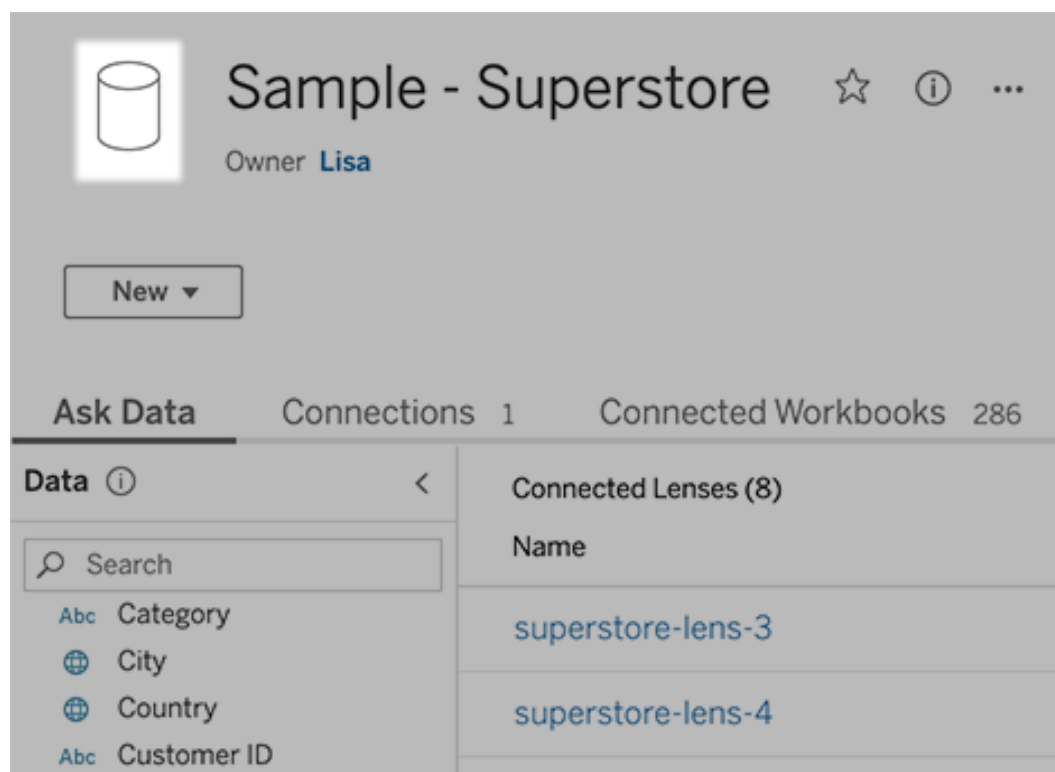 Sample - Superstore
Owner Lisa
New
Ask Data Connections 1 Connected Workbooks 286
Data
Search
Abc Category
City
Country
Abc Customer ID
Connected Lenses (8)
Name
superstore-lens-3
superstore-lens-4